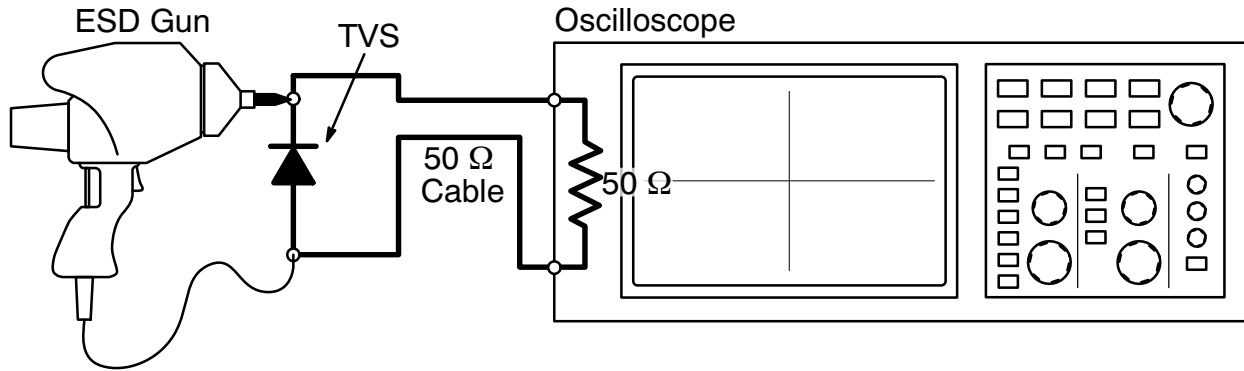 ESD Gun
TVS
Oscilloscope
50 Ω
Cable
50 Ω